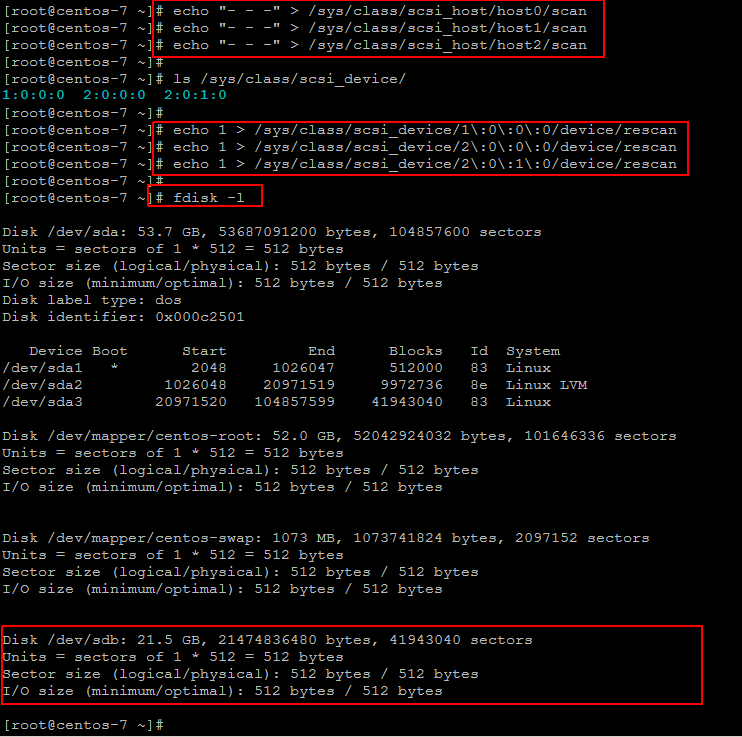 [root@centos-7 ~]# echo "- - -" > /sys/class/scsi_host/host0/scan
[root@centos-7 ~]# echo "- - -" > /sys/class/scsi_host/host1/scan
[root@centos-7 ~]# echo "- - -" > /sys/class/scsi_host/host2/scan
[root@centos-7 ~]#
[root@centos-7 ~]# ls /sys/class/scsi_device/
1:0:0:0  2:0:0:0  2:0:1:0
[root@centos-7 ~]#
[root@centos-7 ~]# echo 1 > /sys/class/scsi_device/1\:0\:0\:0/device/rescan
[root@centos-7 ~]# echo 1 > /sys/class/scsi_device/2\:0\:0\:0/device/rescan
[root@centos-7 ~]# echo 1 > /sys/class/scsi_device/2\:0\:1\:0/device/rescan
[root@centos-7 ~]#
[root@centos-7 ~]# fdisk -l
Disk /dev/sda: 53.7 GB, 53687091200 bytes, 104857600 sectors
Units = sectors of 1 * 512 = 512 bytes
Sector size (logical/physical): 512 bytes / 512 bytes
I/O size (minimum/optimal): 512 bytes / 512 bytes
Disk label type: dos
Disk identifier: 0x000c2501
   Device Boot      Start         End      Blocks   Id  System
/dev/sda1   *        2048     1026047      512000   83  Linux
/dev/sda2         1026048    20971519     9972736   8e  Linux LVM
/dev/sda3        20971520   104857599    41943040   83  Linux
Disk /dev/mapper/centos-root: 52.0 GB, 52042924032 bytes, 101646336 sectors
Units = sectors of 1 * 512 = 512 bytes
Sector size (logical/physical): 512 bytes / 512 bytes
I/O size (minimum/optimal): 512 bytes / 512 bytes
Disk /dev/mapper/centos-swap: 1073 MB, 1073741824 bytes, 2097152 sectors
Units = sectors of 1 * 512 = 512 bytes
Sector size (logical/physical): 512 bytes / 512 bytes
I/O size (minimum/optimal): 512 bytes / 512 bytes
Disk /dev/sdb: 21.5 GB, 21474836480 bytes, 41943040 sectors
Units = sectors of 1 * 512 = 512 bytes
Sector size (logical/physical): 512 bytes / 512 bytes
I/O size (minimum/optimal): 512 bytes / 512 bytes
[root@centos-7 ~]#